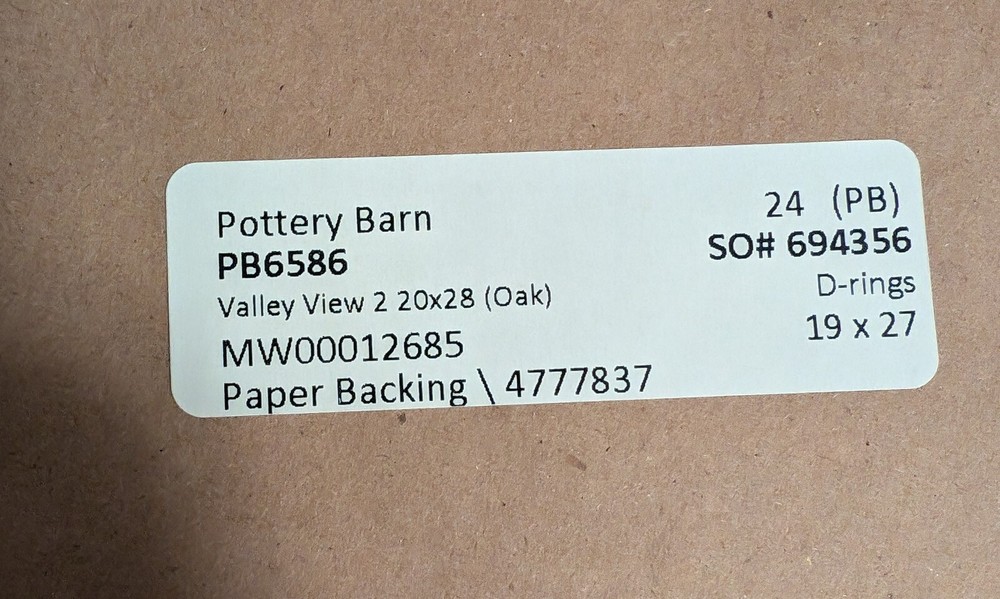 Pottery Barn 24 (PB)
PB6586 SO# 694356
Valley View 2 20x28 (Oak) D-rings
MW00012685 19 x 27
Paper Backing \ 4777837